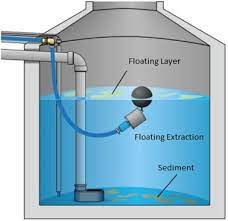 Floating Layer
Floating Extraction
Sediment